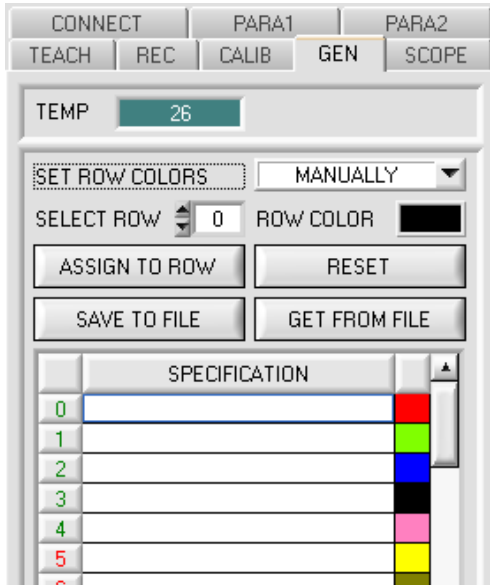 CONNECT PARA1 PARA2
TEACH REC CALIB GEN SCOPE
TEMP 26
SET ROW COLORS MANUALLY
SELECT ROW 0 ROW COLOR
ASSIGN TO ROW RESET
SAVE TO FILE GET FROM FILE
SPECIFICATION
0
1
2
3
4
5